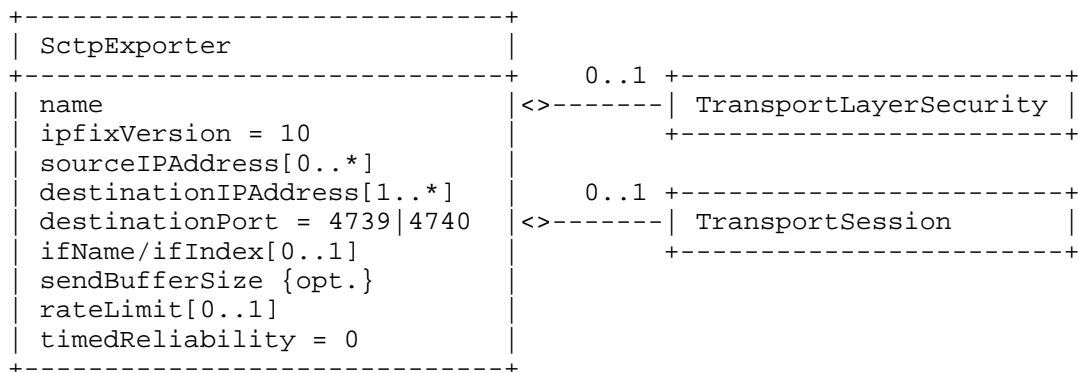 SctpExporter
0..1
name <> TransportLayerSecurity
ipfixVersion = 10
sourceIPAddress[0..*]
destinationIPAddress[1..*] 0..1
destinationPort = 4739|4740 <> TransportSession
ifName/ifIndex[0..1]
sendBufferSize {opt.}
rateLimit[0..1]
timedReliability = 0